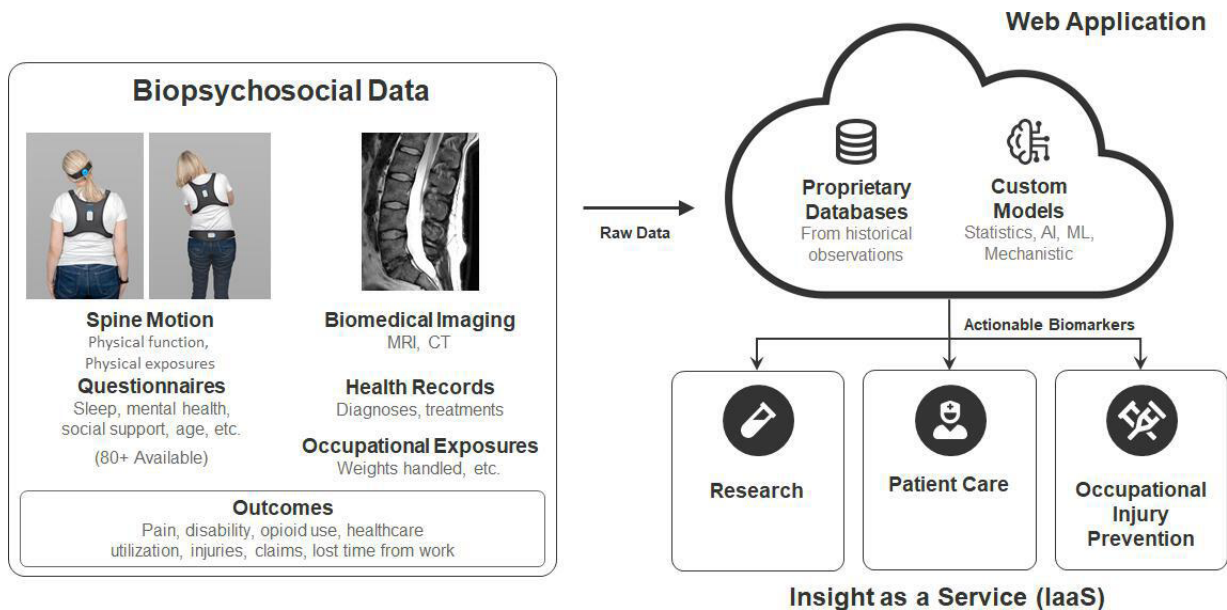 Biopsychosocial Data
Spine Motion
Physical function,
Physical exposures
Questionnaires
Sleep, mental health,
social support, age, etc.
(80+ Available)
Biomedical Imaging
MRI, CT
Health Records
Diagnoses, treatments
Occupational Exposures
Weights handled, etc.
Outcomes
Pain, disability, opioid use, healthcare
utilization, injuries, claims, lost time from work
Raw Data
Web Application
Proprietary
Databases
From historical
observations
Custom
Models
Statistics, AI, ML,
Mechanistic
Actionable Biomarkers
Research
Patient Care
Occupational
Injury
Prevention
Insight as a Service (IaaS)